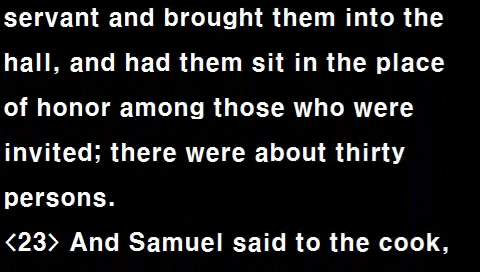 servant and brought them into the
hall, and had them sit in the place
of honor among those who were
invited; there were about thirty
persons.
<23> And Samuel said to the cook,